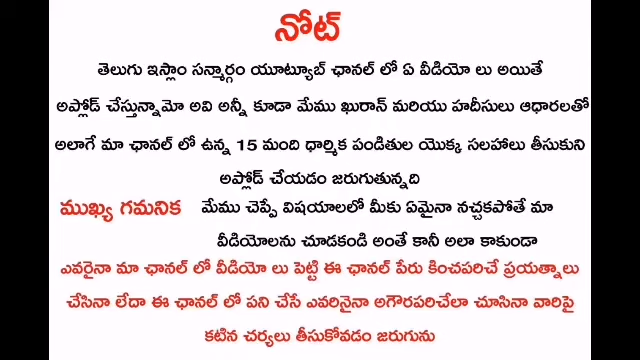 నోట్
తెలుగు ఇస్లాం సన్మార్గం యూట్యూబ్ ఛానల్ లో ఏ వీడియో లు అయితే
అప్లోడ్ చేస్తున్నామో అవి అన్నీ కూడా మేము ఖురాన్ మరియు హదీసులు ఆధారలతో
అలాగే మా ఛానల్ లో ఉన్న 15 మంది ధార్మిక పండితుల యొక్క సలహాలు తీసుకుని
అప్లోడ్ చేయడం జరుగుతున్నది
ముఖ్య గమనిక మేము చెప్పే విషయాలలో మీకు ఏమైనా నచ్చకపోతే మా
వీడియోలను చూడకండి అంతే కానీ అలా కాకుండా
ఎవరైనా మా ఛానల్ లో వీడియో లు పెట్టి ఈ ఛానల్ పేరు కించపరిచే ప్రయత్నాలు
చేసినా లేదా ఈ ఛానల్ లో పని చేసే ఎవరినైనా అగౌరపరిచేలా చూసినా వారిపై
కటిన చర్యలు తీసుకోవడం జరుగును